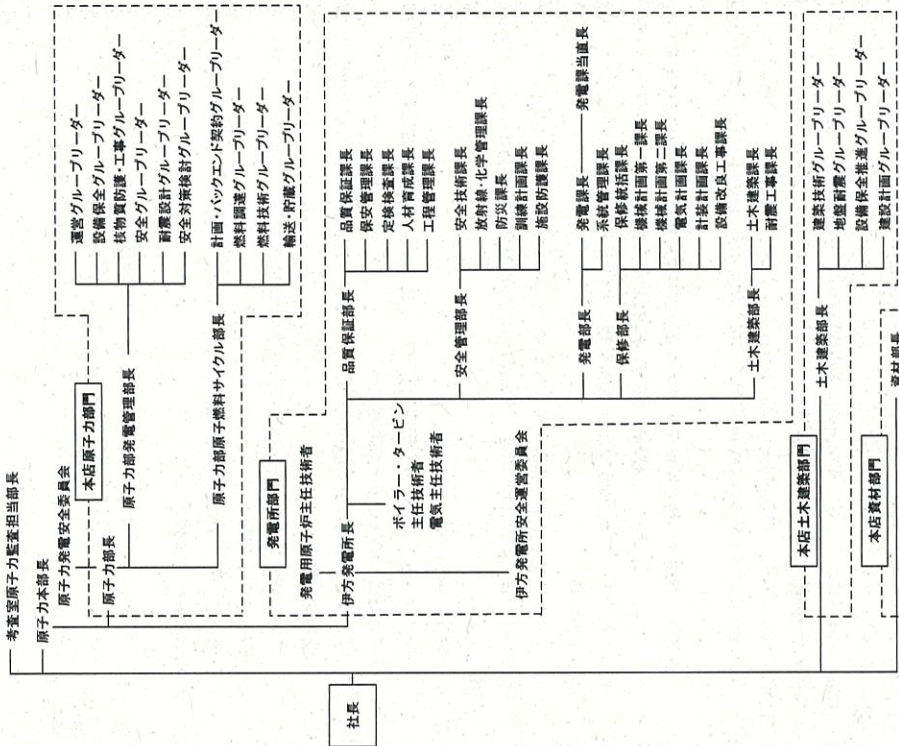 社長
考査室原子力監査担当部長
原子力本部長
原子力発電安全委員会
原子力部長
本店原子力部門
原子力部発電管理部長
運営グループリーダー
設備保全グループリーダー
核物質防護・工事グループリーダー
安全グループリーダー
耐震設計グループリーダー
安全対策検討グループリーダー
原子力部原子燃料サイクル部長
計画・バックエンド契約グループリーダー
燃料調達グループリーダー
燃料技術グループリーダー
輸送・貯蔵グループリーダー
発電所部門
発電用原子炉主任技術者
伊方発電所長
ボイラー・タービン
主任技術者
電気主任技術者
伊方発電所安全運営委員会
品質保証部長
品質保証課長
保安管理課長
定検検査課長
人材育成課長
工程管理課長
安全管理部長
安全技術課長
放射線・化学管理課長
防災課長
訓練計画課長
施設防護課長
発電部長
発電課長
発電課当直長
系統管理課長
保修部長
保修統括課長
機械計画第一課長
機械計画第二課長
電気計画課長
計装計画課長
設備改良工事課長
土木建築部長
土木建築課長
耐震工事課長
本店土木建築部門
土木建築部長
建築技術グループリーダー
地盤耐震グループリーダー
設備保全推進グループリーダー
建設計画グループリーダー
本店資材部門
資材部長